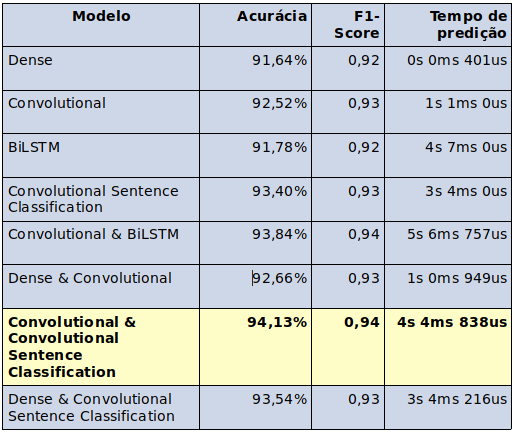 Modelo Acurácia F1-Score Tempo de predição
Dense 91,64% 0,92 0s 0ms 401us
Convolutional 92,52% 0,93 1s 1ms 0us
BiLSTM 91,78% 0,92 4s 7ms 0us
Convolutional Sentence Classification 93,40% 0,93 3s 4ms 0us
Convolutional & BiLSTM 93,84% 0,94 5s 6ms 757us
Dense & Convolutional 92,66% 0,93 1s 0ms 949us
Convolutional & Convolutional Sentence Classification 94,13% 0,94 4s 4ms 838us
Dense & Convolutional Sentence Classification 93,54% 0,93 3s 4ms 216us